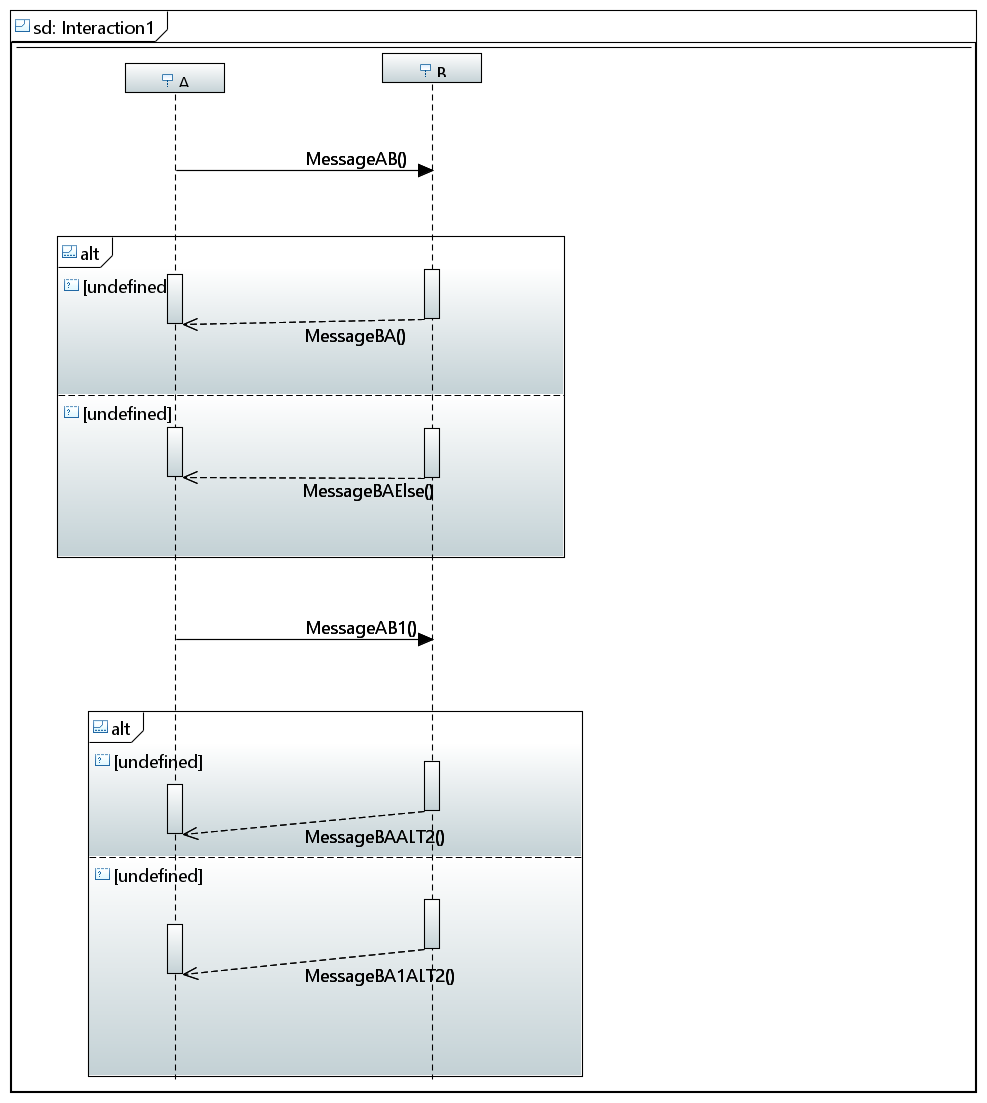 sd: Interaction1
A
B
MessageAB()
alt
[undefined
MessageBA()
[undefined]
MessageBAElse()
MessageAB1()
alt
[undefined]
MessageBAALT2()
[undefined]
MessageBA1ALT2()